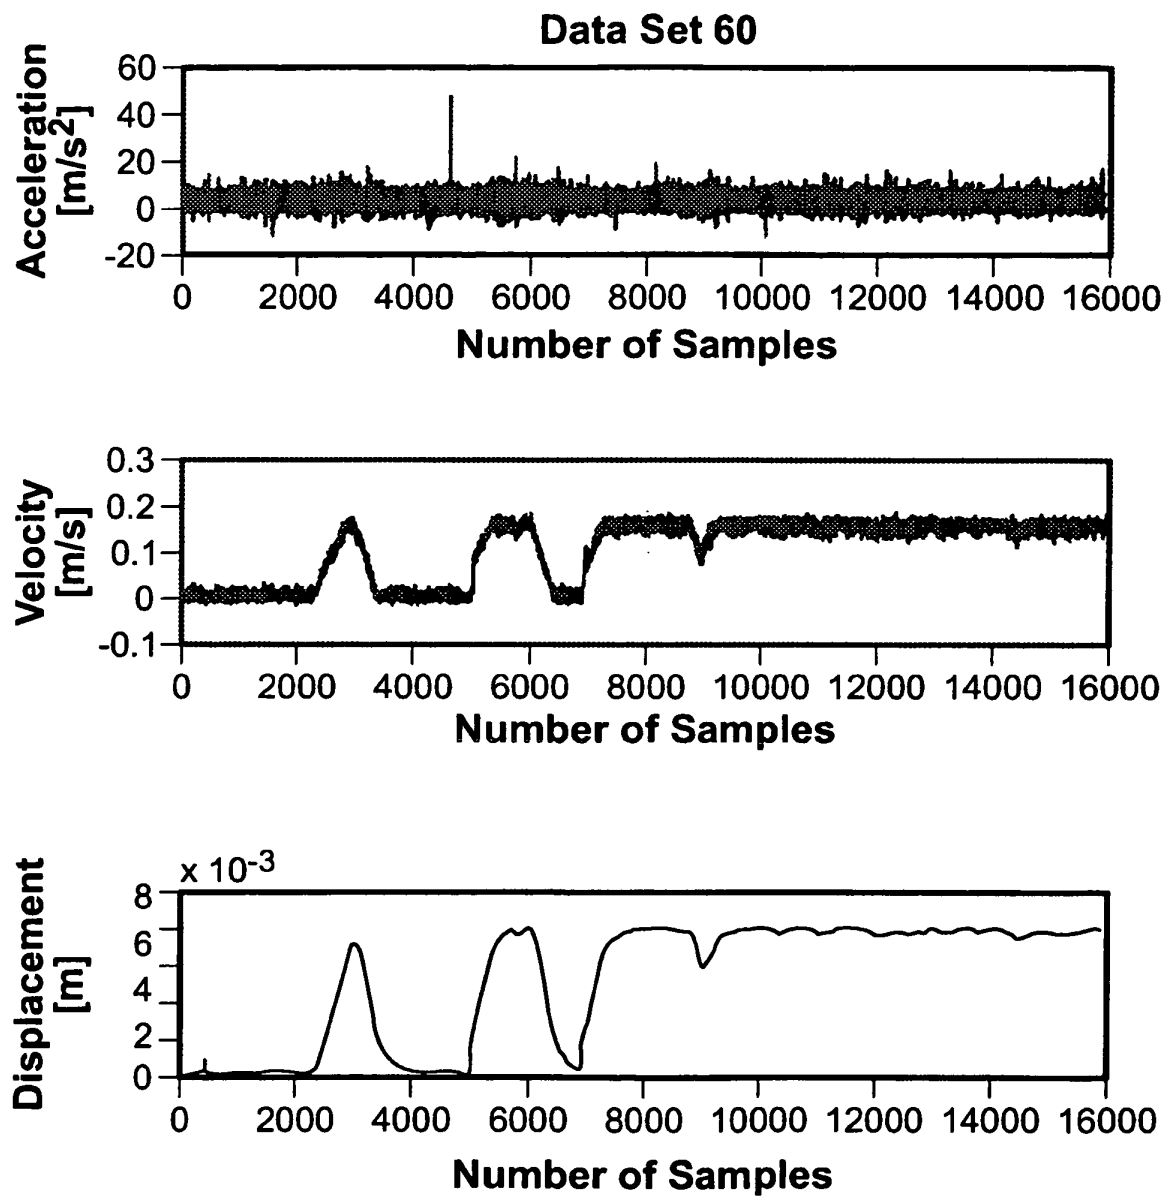 Data Set 60
Acceleration
[m/s2]
60
40
20
0
-20
0 2000 4000 6000 8000 10000 12000 14000 16000
Number of Samples
Velocity
[m/s]
0.3
0.2
0.1
0
-0.1
0 2000 4000 6000 8000 10000 12000 14000 16000
Number of Samples
Displacement
[m]
x 10-3
8
6
4
2
0
0 2000 4000 6000 8000 10000 12000 14000 16000
Number of Samples